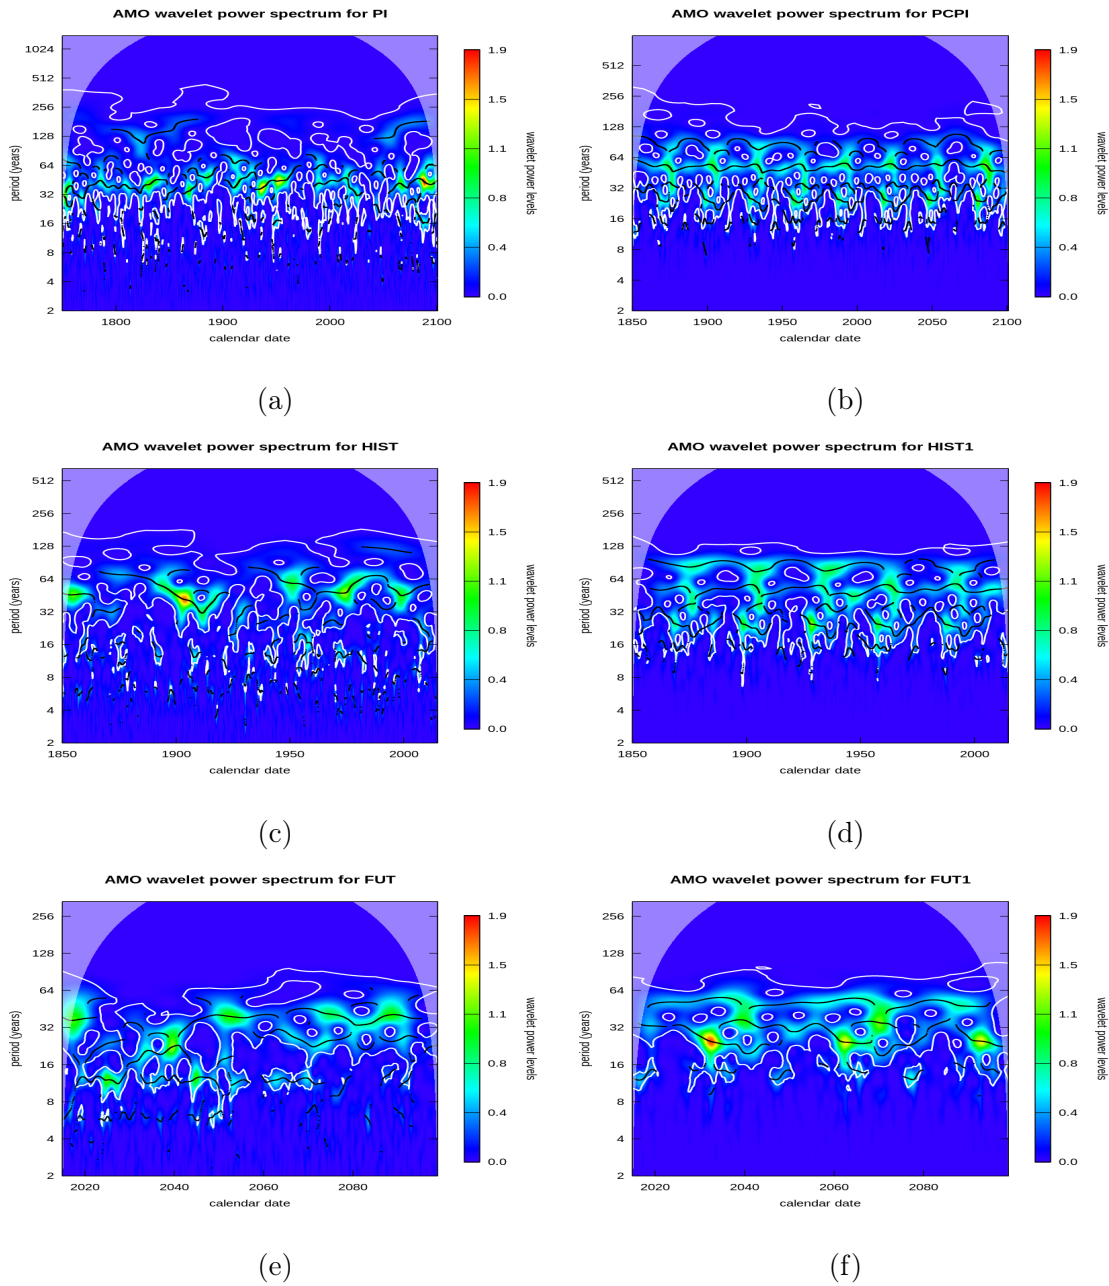 AMO wavelet power spectrum for PI
1024
512
256
128
64
32
16
8
4
2
period (years)
1800 1900 2000 2100
calendar date
1.9
1.5
1.1
0.8
0.4
0.0
wavelet power levels
(a)
AMO wavelet power spectrum for PCPI
512
256
128
64
32
16
8
4
2
period (years)
1850 1900 1950 2000 2050 2100
calendar date
1.9
1.5
1.1
0.8
0.4
0.0
wavelet power levels
(b)
AMO wavelet power spectrum for HIST
512
256
128
64
32
16
8
4
2
period (years)
1850 1900 1950 2000
calendar date
1.9
1.5
1.1
0.8
0.4
0.0
wavelet power levels
(c)
AMO wavelet power spectrum for HIST1
512
256
128
64
32
16
8
4
2
period (years)
1850 1900 1950 2000
calendar date
1.9
1.5
1.1
0.8
0.4
0.0
wavelet power levels
(d)
AMO wavelet power spectrum for FUT
256
128
64
32
16
8
4
2
period (years)
2020 2040 2060 2080
calendar date
1.9
1.5
1.1
0.8
0.4
0.0
wavelet power levels
(e)
AMO wavelet power spectrum for FUT1
256
128
64
32
16
8
4
2
period (years)
2020 2040 2060 2080
calendar date
1.9
1.5
1.1
0.8
0.4
0.0
wavelet power levels
(f)